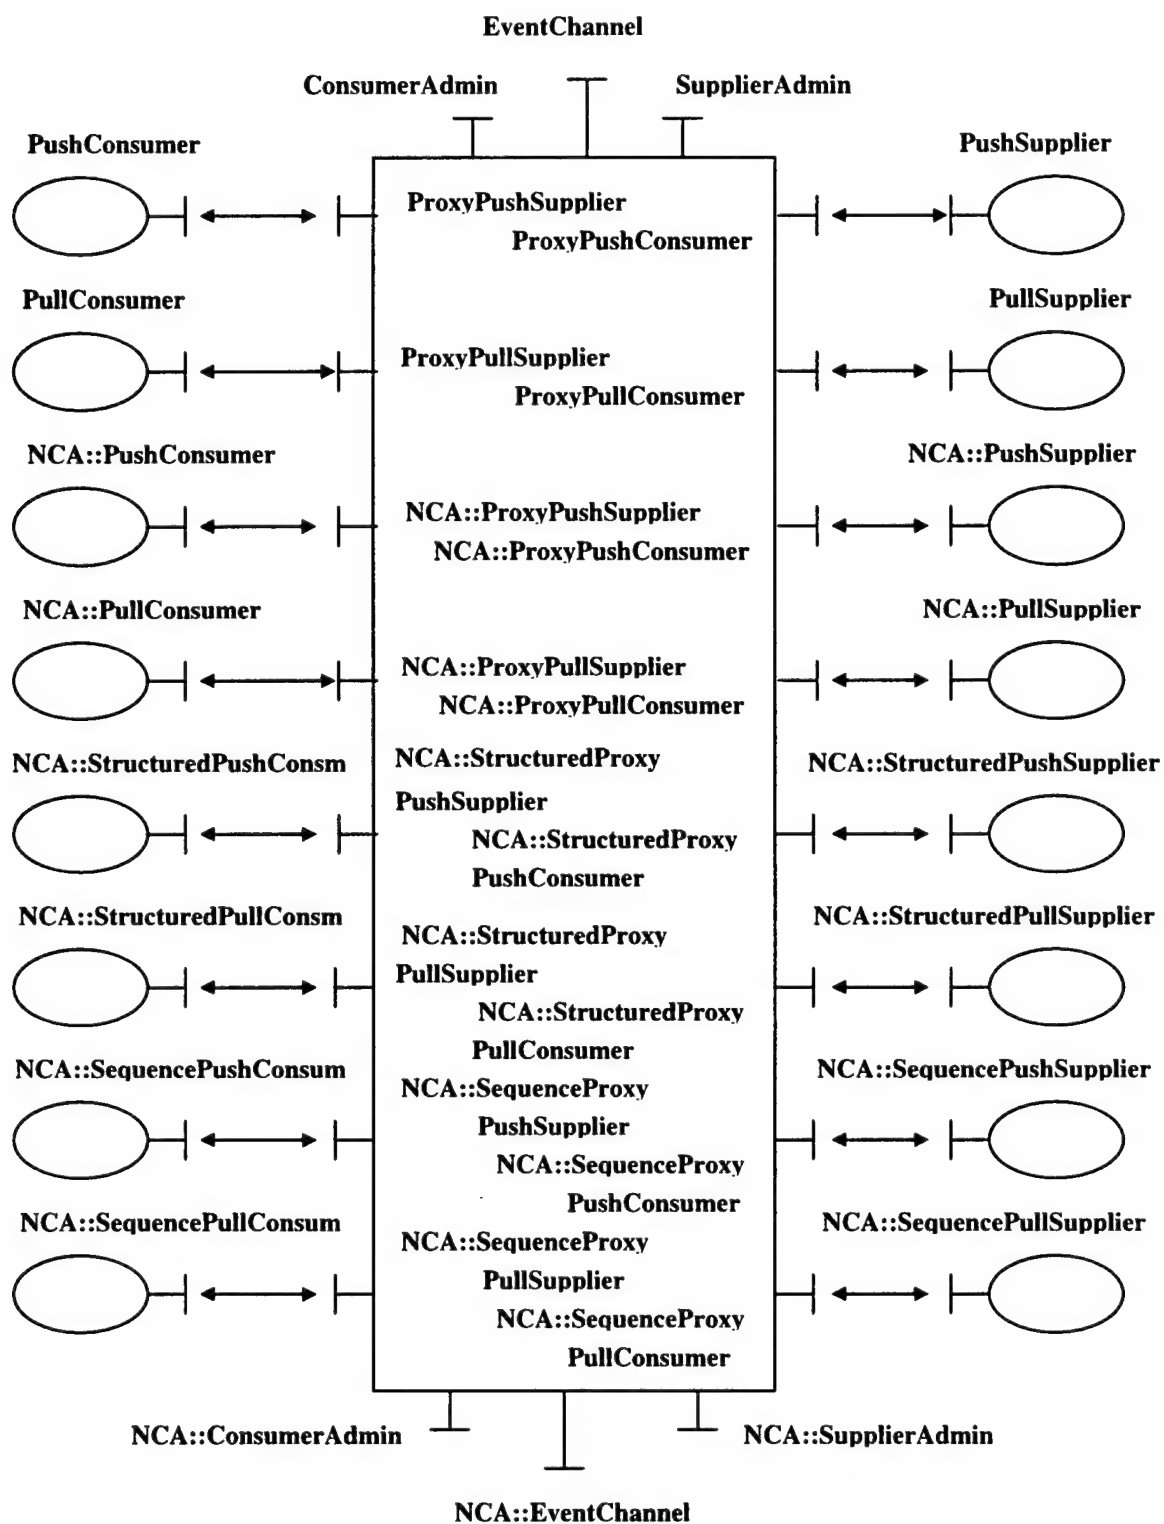 EventChannel
ConsumerAdmin
SupplierAdmin
PushConsumer
PushSupplier
ProxyPushSupplier
ProxyPushConsumer
PullConsumer
PullSupplier
ProxyPullSupplier
ProxyPullConsumer
NCA::PushConsumer
NCA::PushSupplier
NCA::ProxyPushSupplier
NCA::ProxyPushConsumer
NCA::PullConsumer
NCA::PullSupplier
NCA::ProxyPullSupplier
NCA::ProxyPullConsumer
NCA::StructuredPushConsm
NCA::StructuredProxy
NCA::StructuredPushSupplier
PushSupplier
NCA::StructuredProxy
PushConsumer
NCA::StructuredPullConsm
NCA::StructuredPullSupplier
NCA::StructuredProxy
PullSupplier
NCA::StructuredProxy
PullConsumer
NCA::SequencePushConsum
NCA::SequencePushSupplier
NCA::SequenceProxy
PushSupplier
NCA::SequenceProxy
PushConsumer
NCA::SequencePullConsum
NCA::SequencePullSupplier
NCA::SequenceProxy
PullSupplier
NCA::SequenceProxy
PullConsumer
NCA::ConsumerAdmin
NCA::SupplierAdmin
NCA::EventChannel